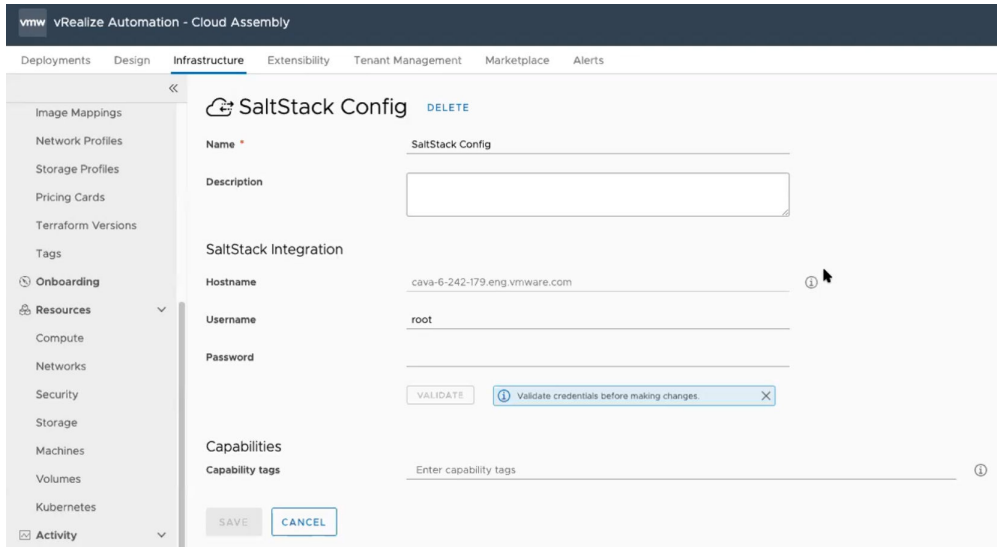 vmw vRealize Automation - Cloud Assembly
Deployments Design Infrastructure Extensibility Tenant Management Marketplace Alerts
«
Image Mappings
Network Profiles
Storage Profiles
Pricing Cards
Terraform Versions
Tags
Onboarding
Resources
Compute
Networks
Security
Storage
Machines
Volumes
Kubernetes
Activity
SaltStack Config DELETE
Name * SaltStack Config
Description
SaltStack Integration
Hostname cava-6-242-179.eng.vmware.com
Username root
Password
VALIDATE Validate credentials before making changes.
Capabilities
Capability tags Enter capability tags
SAVE CANCEL